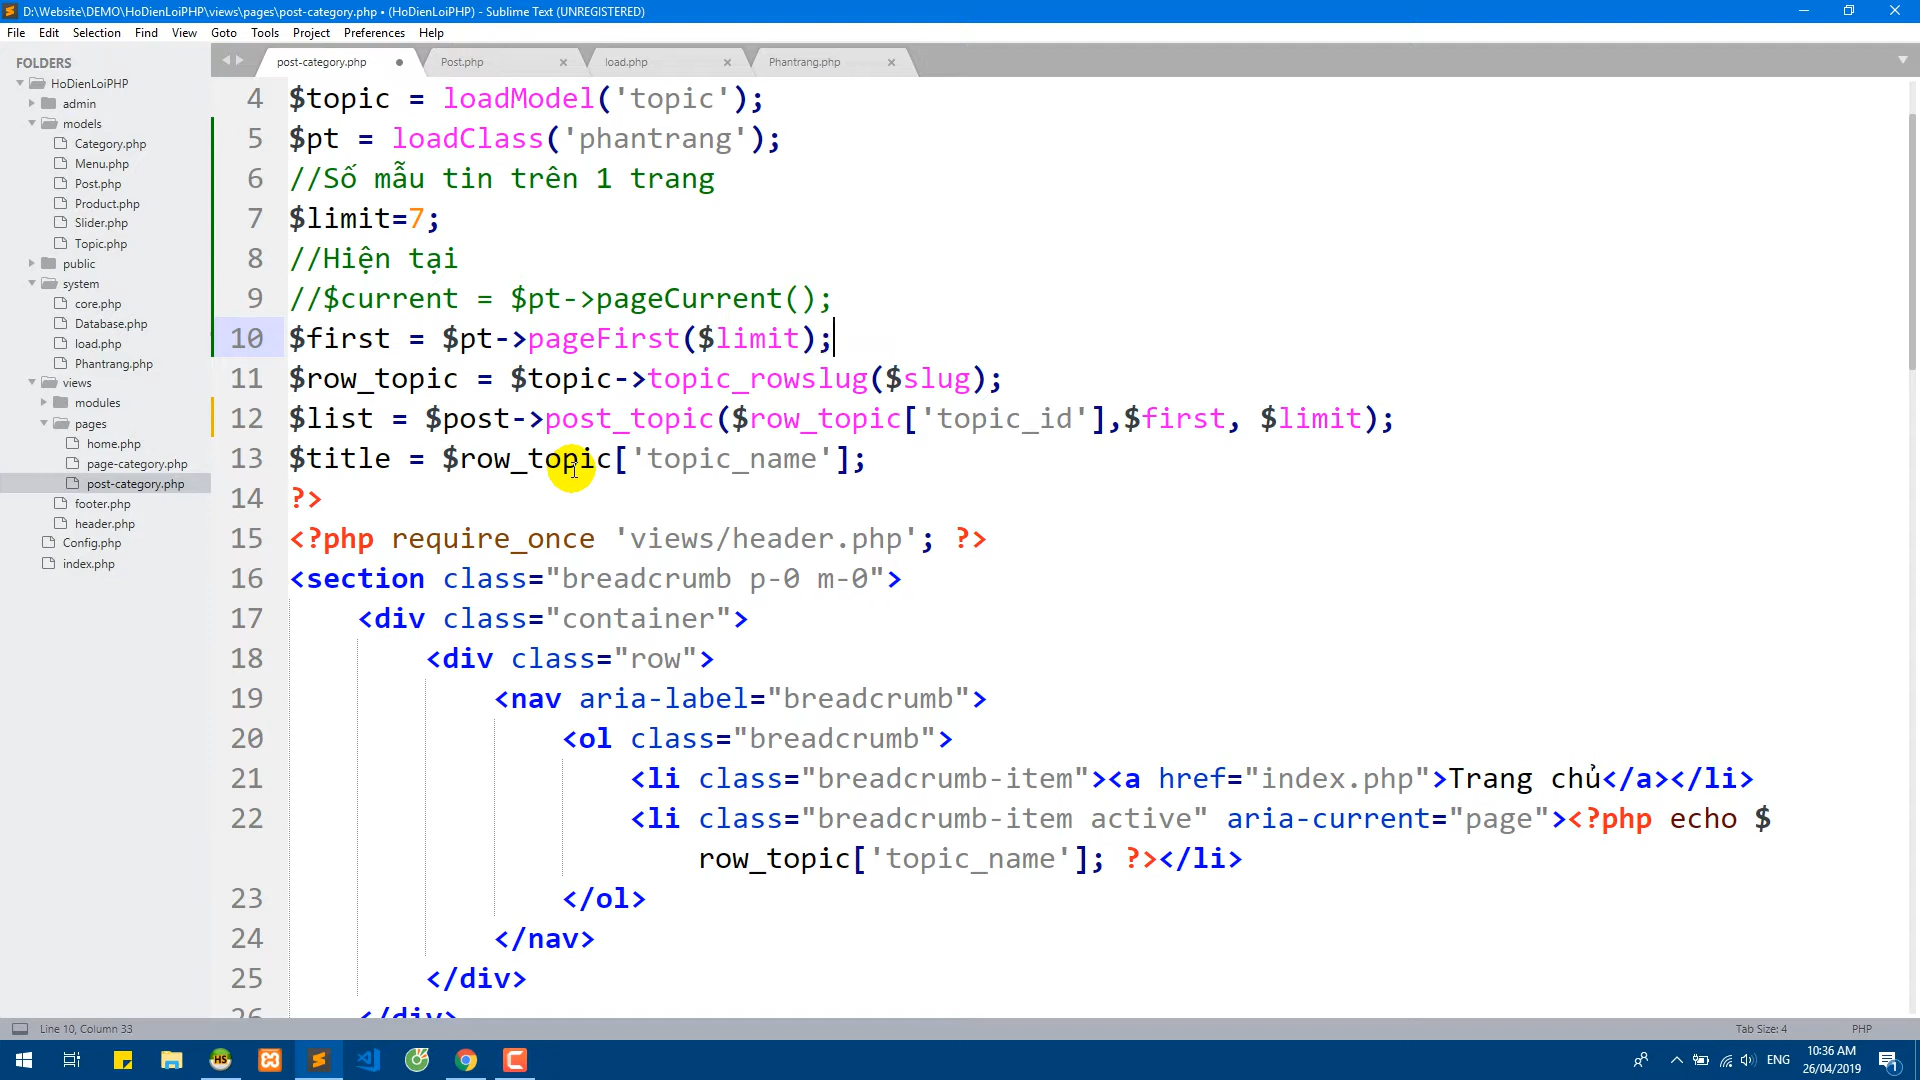 D:\Website\DEMO\HoDienLoiPHP\views\pages\post-category.php • (HoDienLoiPHP) - Sublime Text (UNREGISTERED)
File Edit Selection Find View Goto Tools Project Preferences Help
FOLDERS
HoDienLoiPHP
admin
models
Category.php
Menu.php
Post.php
Product.php
Slider.php
Topic.php
public
system
core.php
Database.php
load.php
Phantrang.php
views
modules
pages
home.php
page-category.php
post-category.php
footer.php
header.php
Config.php
index.php
post-category.php Post.php load.php Phantrang.php
4 $topic = loadModel('topic');
5 $pt = loadClass('phantrang');
6 //Số mẫu tin trên 1 trang
7 $limit=7;
8 //Hiện tại
9 //$current = $pt->pageCurrent();
10 $first = $pt->pageFirst($limit);
11 $row_topic = $topic->topic_rowslug($slug);
12 $list = $post->post_topic($row_topic['topic_id'],$first, $limit);
13 $title = $row_topic['topic_name'];
14 ?>
15 <?php require_once 'views/header.php'; ?>
16 <section class="breadcrumb p-0 m-0">
17 <div class="container">
18 <div class="row">
19 <nav aria-label="breadcrumb">
20 <ol class="breadcrumb">
21 <li class="breadcrumb-item"><a href="index.php">Trang chủ</a></li>
22 <li class="breadcrumb-item active" aria-current="page"><?php echo $
row_topic['topic_name']; ?></li>
23 </ol>
24 </nav>
25 </div>
26 </div>
Line 10, Column 33 Tab Size: 4 PHP
ENG 10:36 AM
26/04/2019